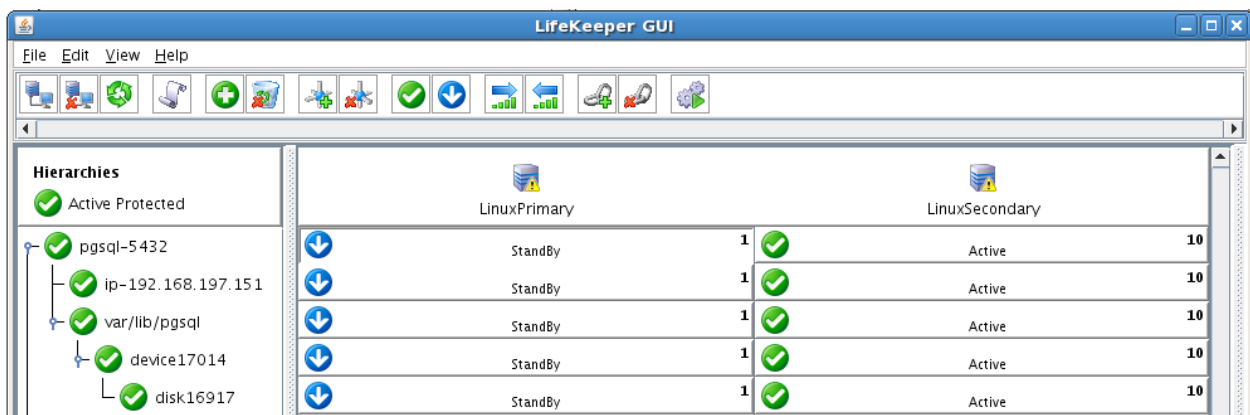 LifeKeeper GUI
File Edit View Help
Hierarchies
Active Protected
LinuxPrimary LinuxSecondary
pgsql-5432 StandBy 1 Active 10
ip-192.168.197.151 StandBy 1 Active 10
var/lib/pgsql StandBy 1 Active 10
device17014 StandBy 1 Active 10
disk16917 StandBy 1 Active 10